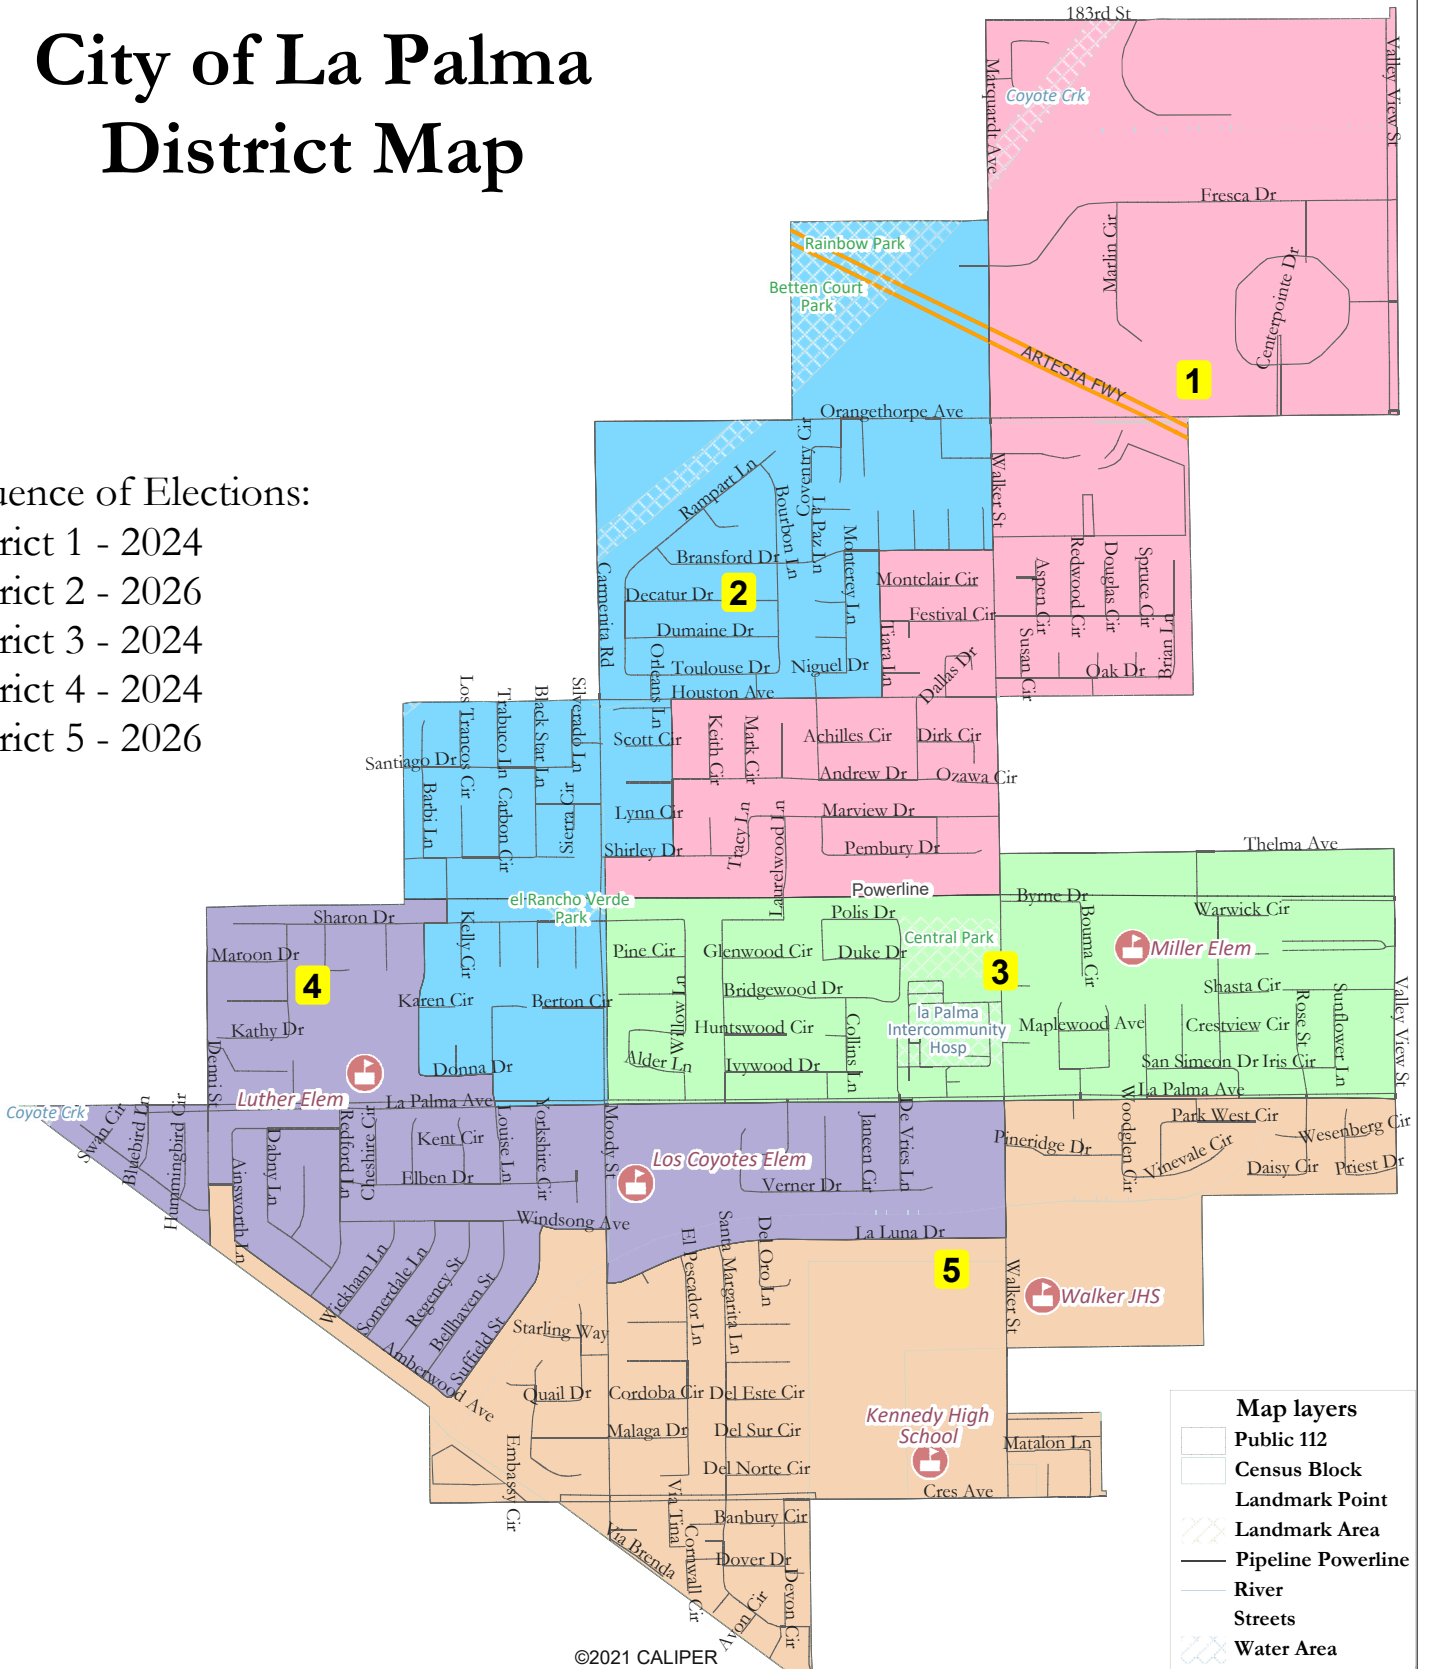 City of La Palma
District Map
183rd St
Marquardt Ave
Coyote Crk
Valley View St
Fresca Dr
Marlin Cir
Centerpointe Dr
Rainbow Park
Betten Court
Park
ARTESIA FWY
1
Orangethorpe Ave
uence of Elections:
rict 1 - 2024
rict 2 - 2026
rict 3 - 2024
rict 4 - 2024
rict 5 - 2026
Rampart Ln
Coventry Cir
Bourbon Ln
La Paz Ln
Monterey Ln
Walker St
Bransford Dr
Carmenita Rd
Decatur Dr
2
Dumaine Dr
Orleans Ln
Toulouse Dr
Niguel Dr
Houston Ave
Montclair Cir
Festival Cir
Tiara Ln
Dallas Dr
Aspen Cir
Redwood Cir
Douglas Cir
Spruce Cir
Susan Cir
Brian Ln
Oak Dr
Los Trancos Cir
Trabuco Ln
Black Star Ln
Silverado Ln
Santiago Dr
Barbi Ln
Carbon Cir
Sierra Cir
Scott Cir
Lynn Cir
Shirley Dr
Keith Cir
Mark Cir
Achilles Cir
Dirk Cir
Andrew Dr
Ozawa Cir
Tracy Ln
Laurelwood Ln
Marview Dr
Pembury Dr
Powerline
Thelma Ave
Byrne Dr
Warwick Cir
el Rancho Verde
Park
Sharon Dr
Kelly Cir
Maroon Dr
4
Karen Cir
Berton Cir
Kathy Dr
Denni St
Donna Dr
Luther Elem
La Palma Ave
Polis Dr
Central Park
Pine Cir
Glenwood Cir
Duke Dr
Bouma Cir
Miller Elem
3
Willow Ln
Bridgewood Dr
Shasta Cir
Huntswood Cir
Collins Ln
la Palma
Intercommunity
Hosp
Maplewood Ave
Crestview Cir
Rose St
Sunflower Ln
Valley View St
Alder Ln
Ivywood Dr
San Simeon Dr
Iris Cir
La Palma Ave
Coyote Crk
Swan Cir
Bluebird Ln
Hummingbird Cir
Ainsworth Ln
Dabny Ln
Redford Ln
Cheshire Cir
Kent Cir
Elben Dr
Louise Ln
Yorkshire Cir
Moody St
Windsong Ave
Los Coyotes Elem
Verner Dr
Janeen Cir
De Vries Ln
La Luna Dr
Pineridge Dr
Woodglen Cir
Park West Cir
Vinevale Cir
Wesenberg Cir
Daisy Cir
Priest Dr
Wickham Ln
Somerdale Ln
Regency St
Bellhaven St
Suffield St
Amberwood Ave
Starling Way
Quail Dr
Embassy Cir
El Pescador Ln
Santa Margarita Ln
Del Oro Ln
5
Walker St
Walker JHS
Cordoba Cir
Del Este Cir
Malaga Dr
Del Sur Cir
Del Norte Cir
Kennedy High
School
Matalon Ln
Cres Ave
Via Tina
Via Brenda
Cornwall Cir
Banbury Cir
Dover Dr
Devon Cir
Avon Cir
©2021 CALIPER
Map layers
Public 112
Census Block
Landmark Point
Landmark Area
Pipeline Powerline
River
Streets
Water Area